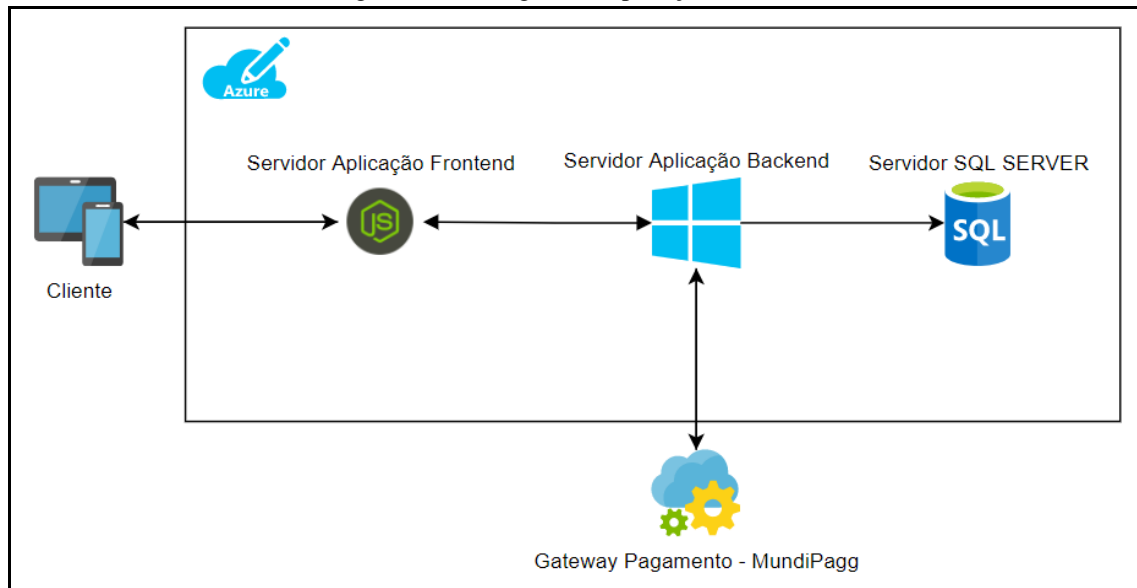 Azure
Servidor Aplicação Frontend
Servidor Aplicação Backend
Servidor SQL SERVER
JS
SQL
Cliente
Gateway Pagamento - MundiPagg